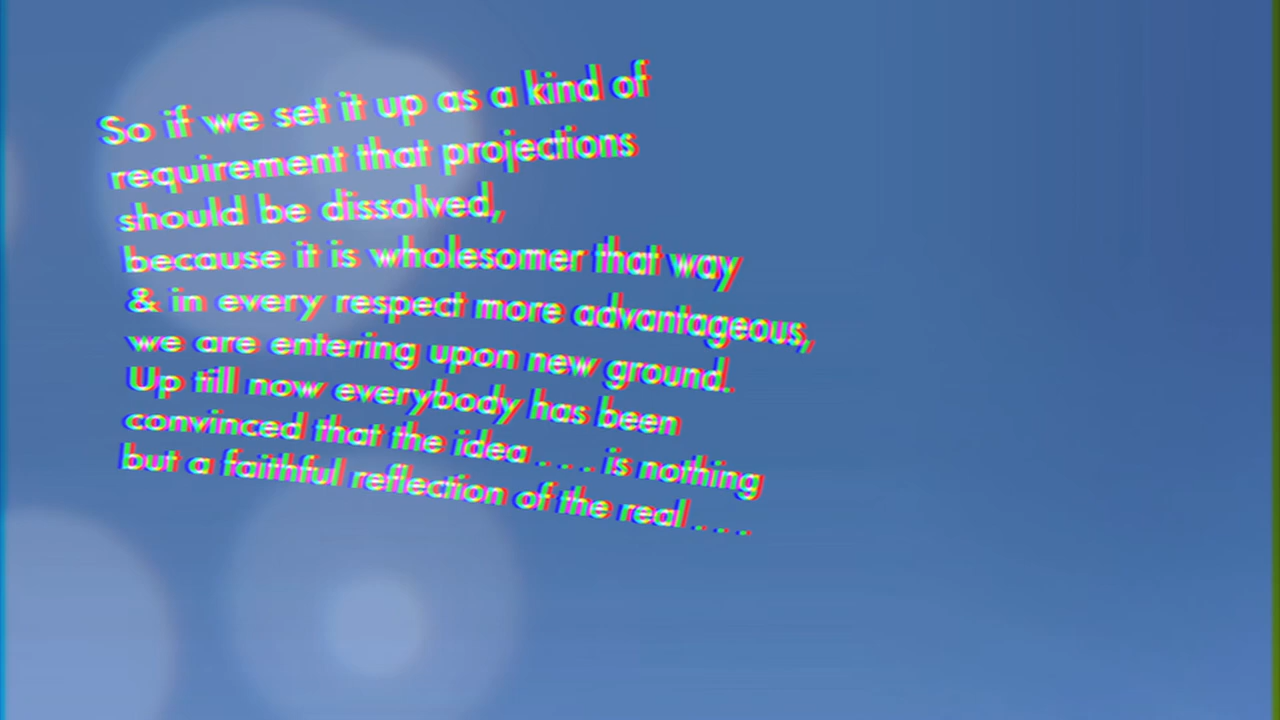 So if we set it up as a kind of
requirement that projections
should be dissolved,
because it is wholesomer that way
& in every respect more advantageous,
we are entering upon new ground.
Up till now everybody has been
convinced that the idea . . . is nothing
but a faithful reflection of the real . . . .